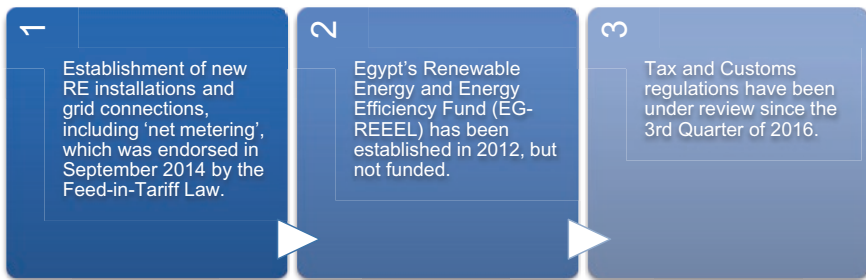 1
Establishment of new
RE installations and
grid connections,
including ‘net metering’,
which was endorsed in
September 2014 by the
Feed-in-Tariff Law.
2
Egypt’s Renewable
Energy and Energy
Efficiency Fund (EG-
REEEL) has been
established in 2012, but
not funded.
3
Tax and Customs
regulations have been
under review since the
3rd Quarter of 2016.